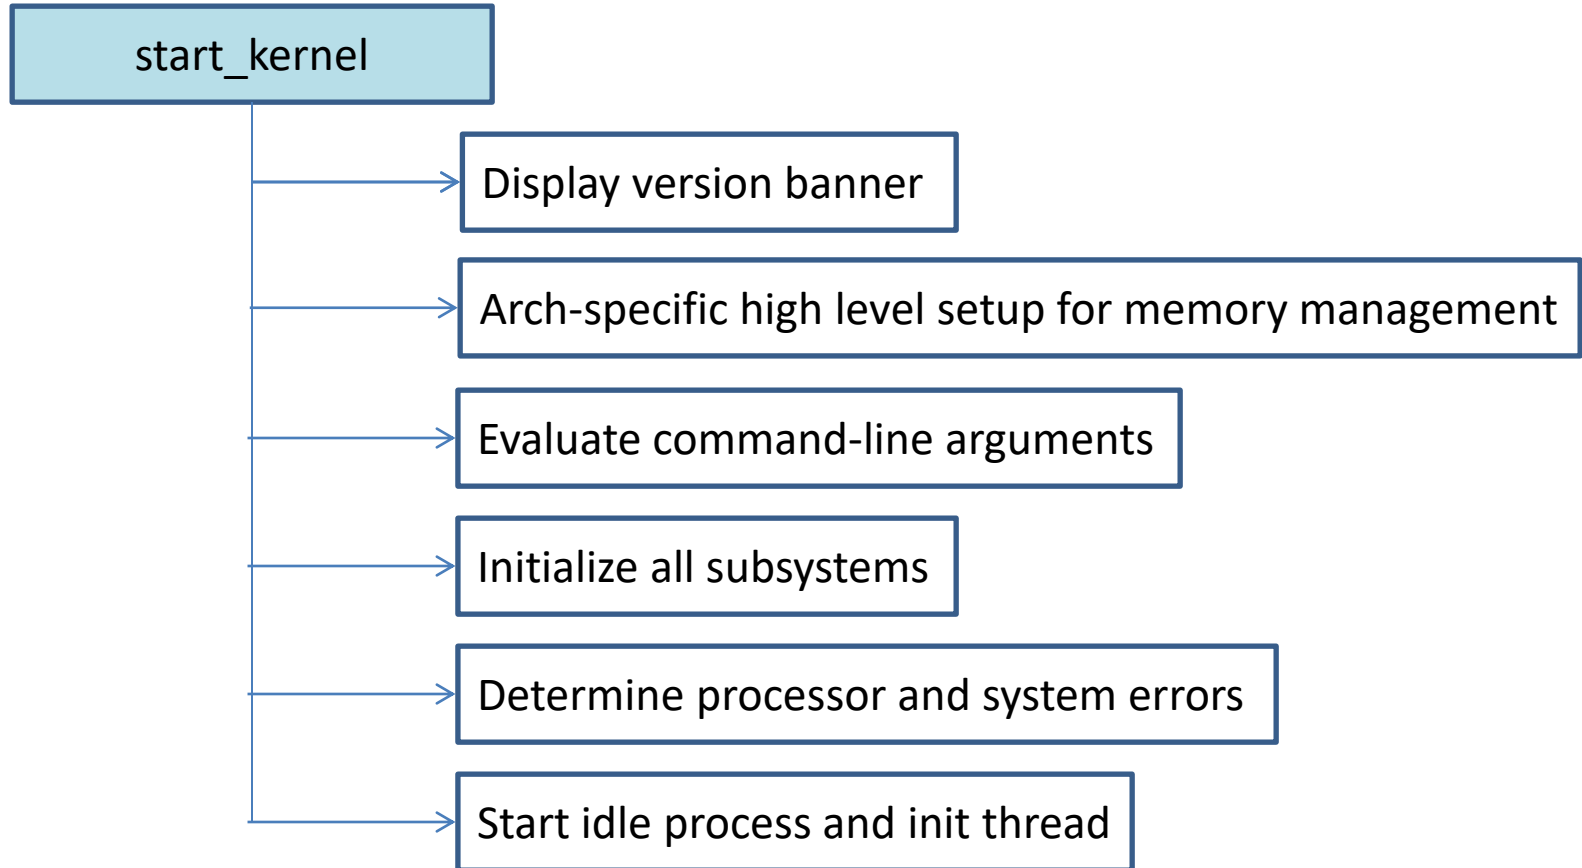 start_kernel
Display version banner
Arch-specific high level setup for memory management
Evaluate command-line arguments
Initialize all subsystems
Determine processor and system errors
Start idle process and init thread